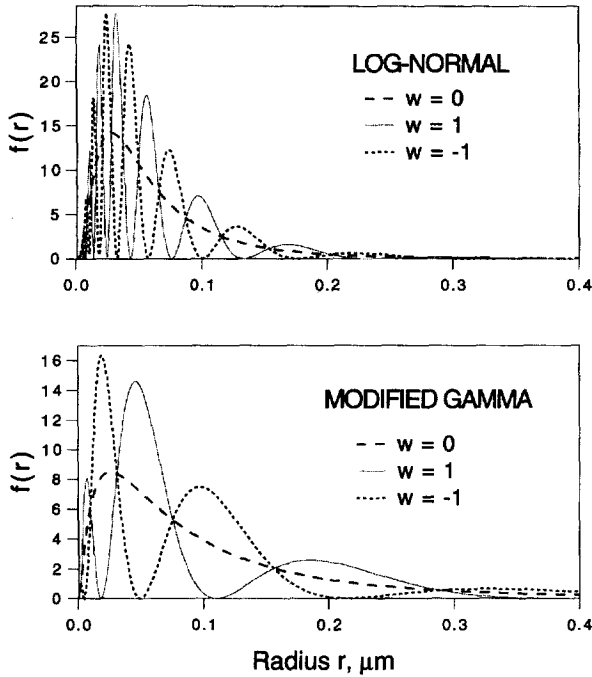 25
20
15
10
5
0
f(r)
LOG-NORMAL
w = 0
w = 1
w = -1
0.0 0.1 0.2 0.3 0.4
16
14
12
10
8
6
4
2
0
f(r)
MODIFIED GAMMA
w = 0
w = 1
w = -1
0.0 0.1 0.2 0.3 0.4
Radius r, μm